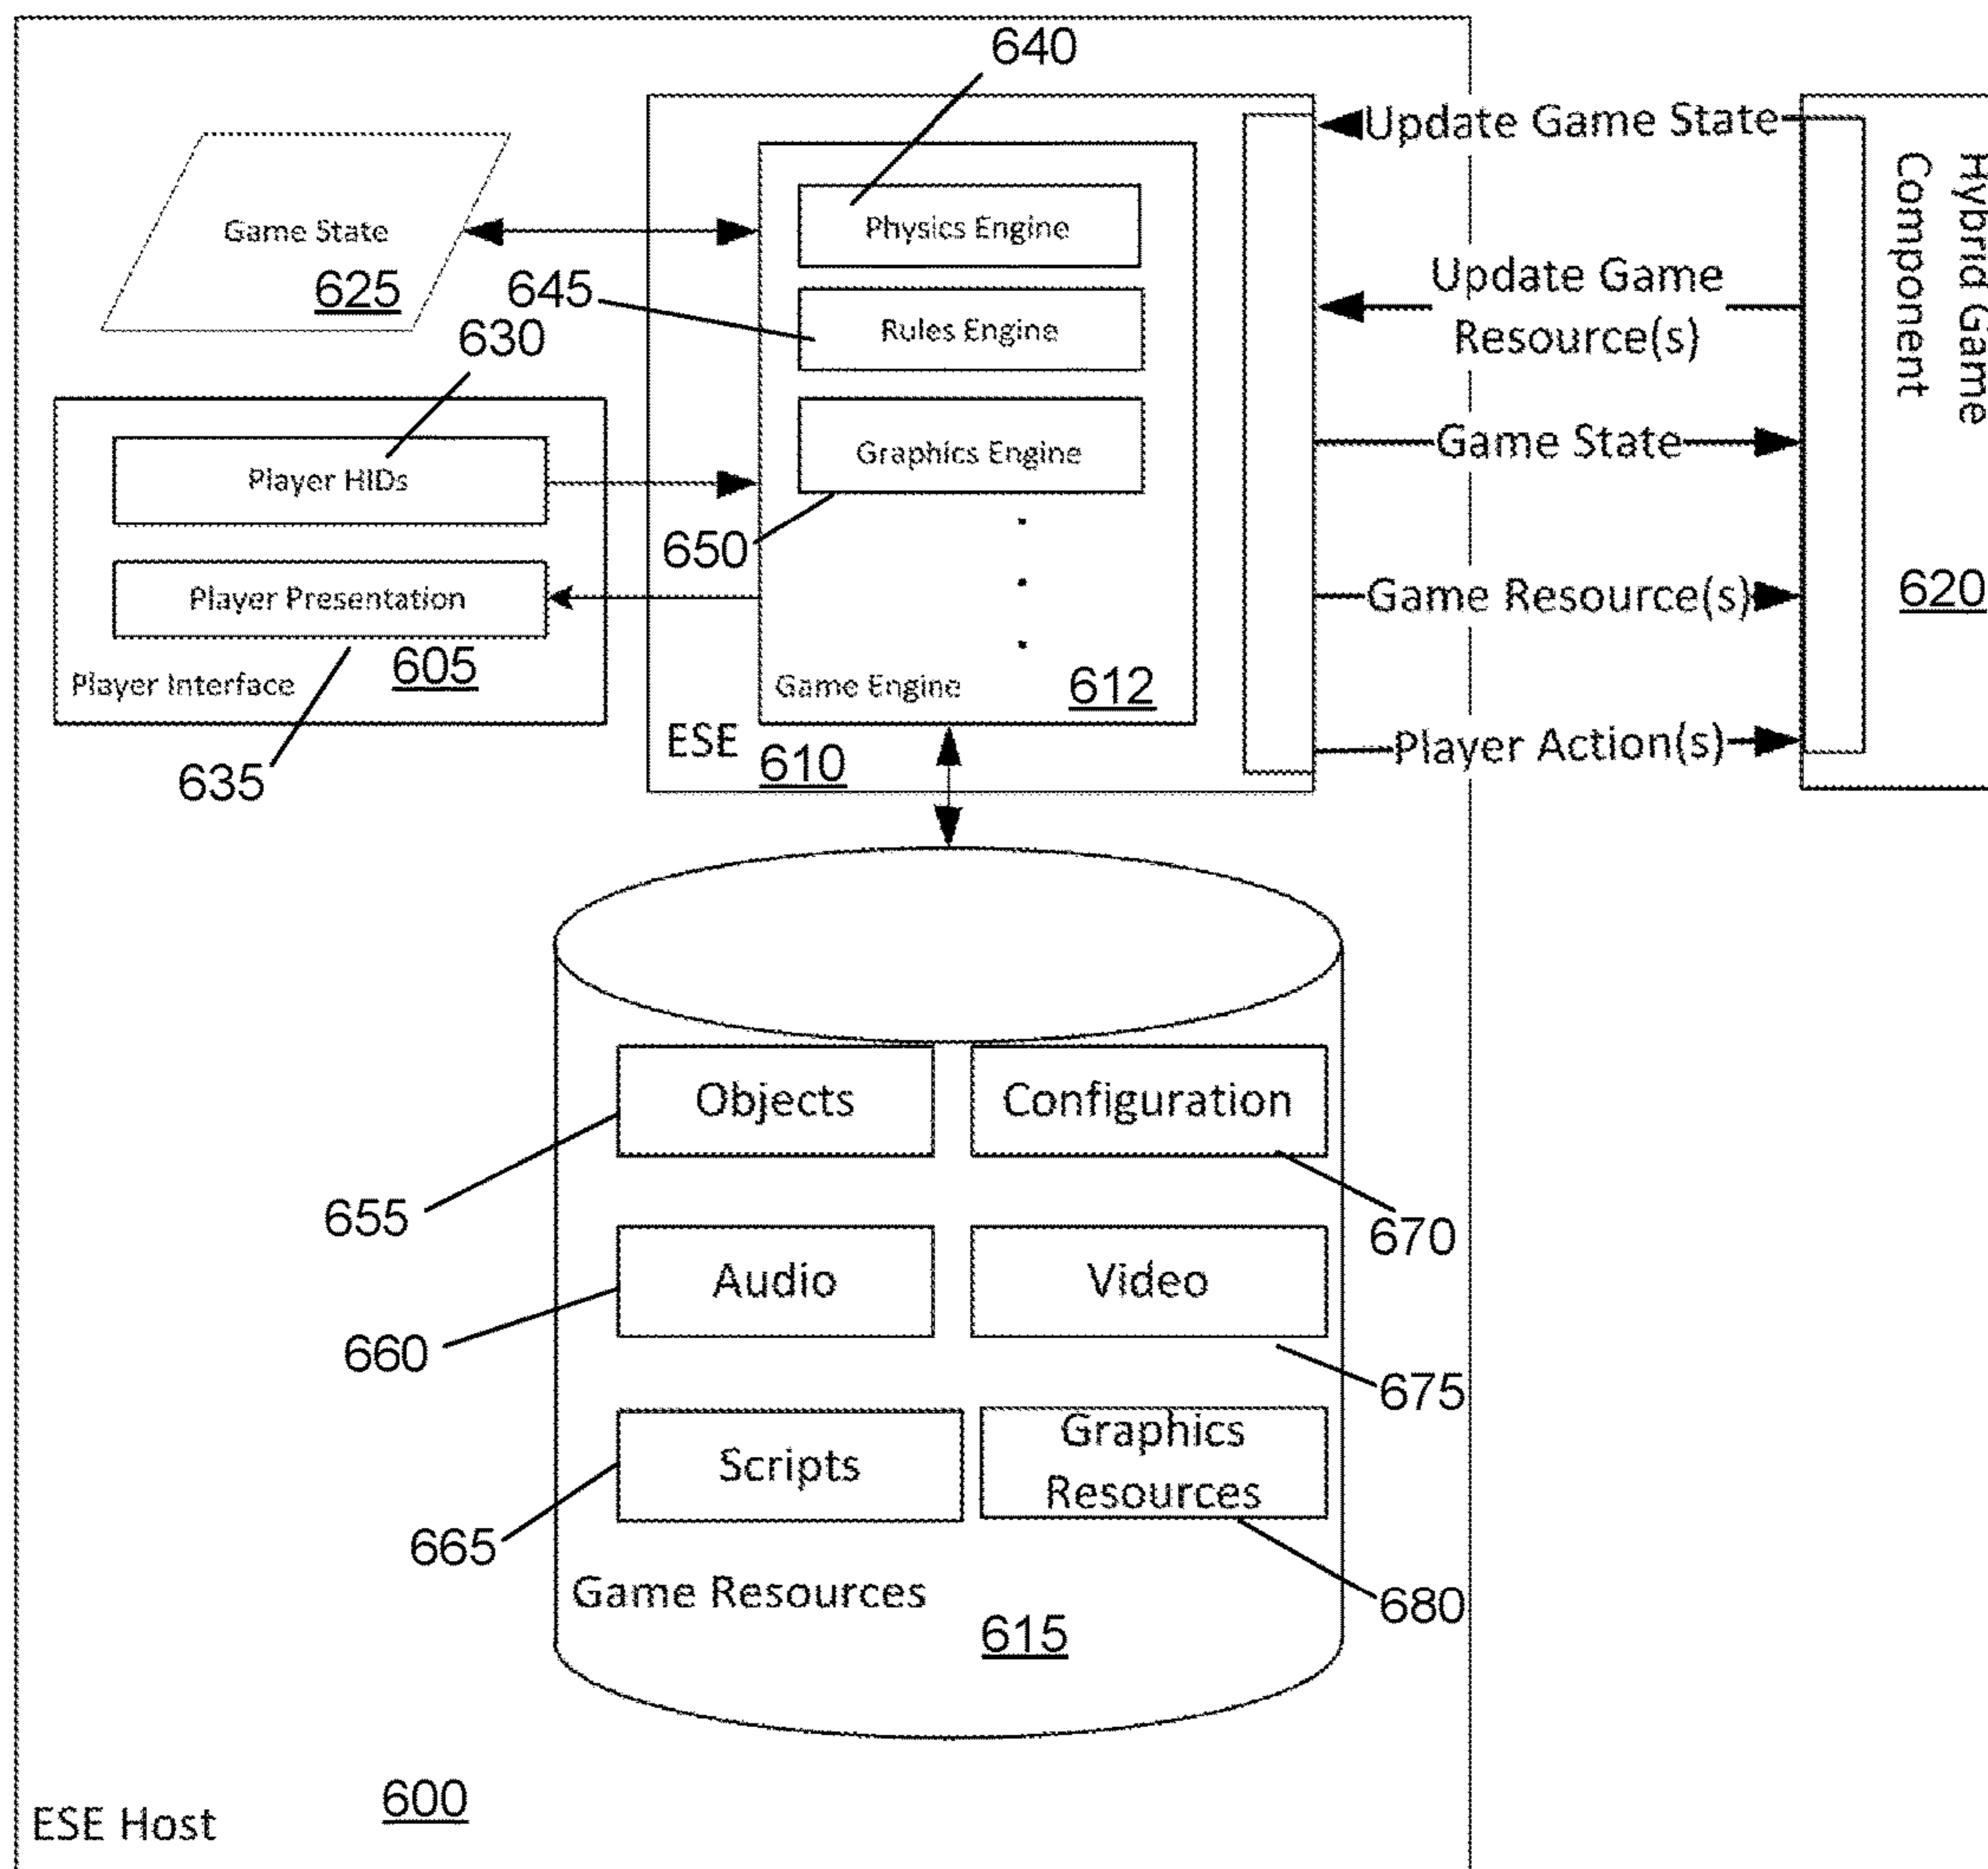 640
Update Game State
Hybrid Game
Component
Physics Engine
Game State
625
645
Update Game
Resource(s)
Rules Engine
630
Game State
Graphics Engine
Player HIDs
650
620
Player Presentation
Game Resource(s)
605
Player Interface
Game Engine
612
ESE
610
Player Action(s)
635
Objects
Configuration
655
670
Audio
Video
660
675
Graphics
Resources
Scripts
665
Game Resources
680
615
600
ESE Host